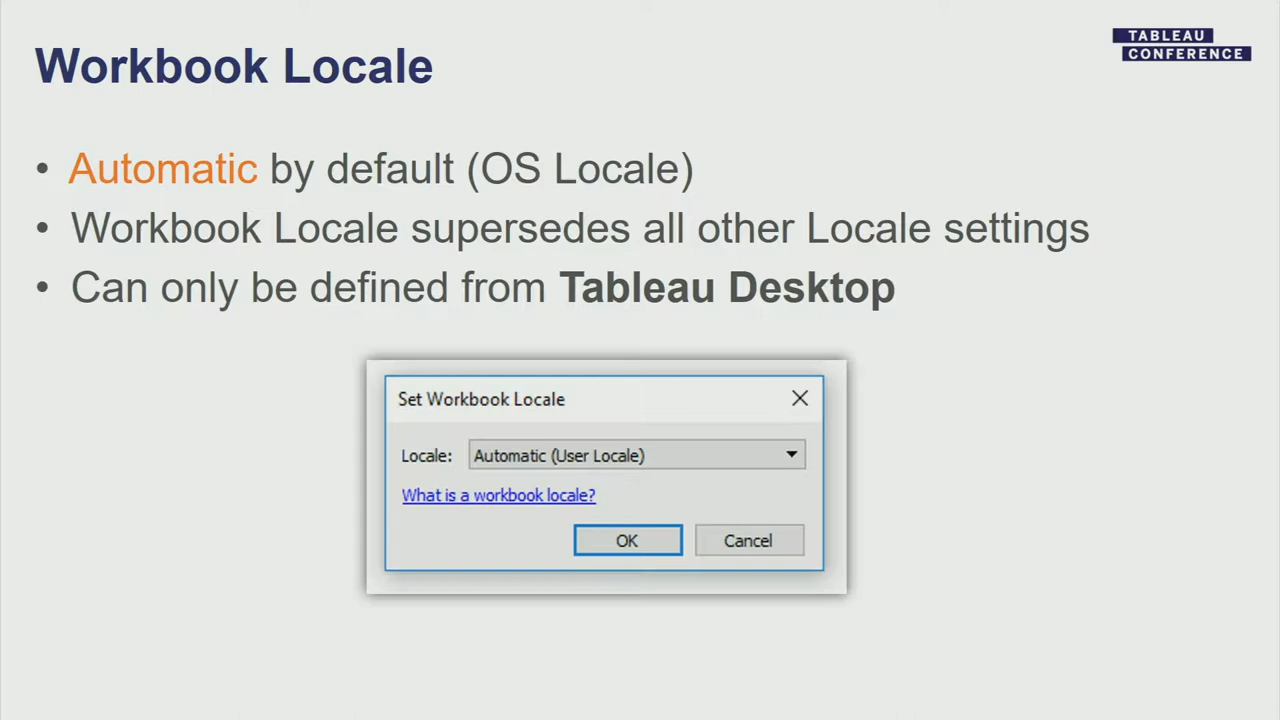 Workbook Locale
TABLEAU
CONFERENCE
• Automatic by default (OS Locale)
• Workbook Locale supersedes all other Locale settings
• Can only be defined from Tableau Desktop
Set Workbook Locale
Locale: Automatic (User Locale)
What is a workbook locale?
OK Cancel